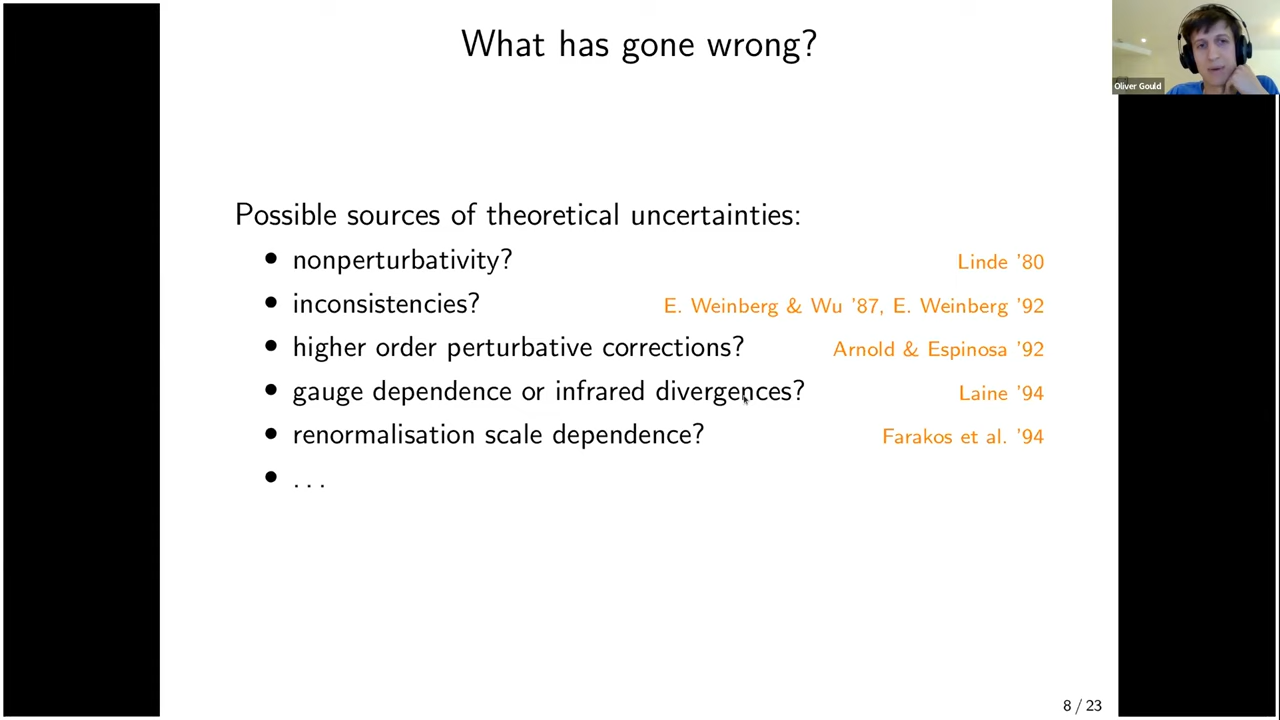 What has gone wrong?
Oliver Gould
Possible sources of theoretical uncertainties:
• nonperturbativity? Linde '80
• inconsistencies? E. Weinberg & Wu '87, E. Weinberg '92
• higher order perturbative corrections? Arnold & Espinosa '92
• gauge dependence or infrared divergences? Laine '94
• renormalisation scale dependence? Farakos et al. '94
• . . .
8 / 23